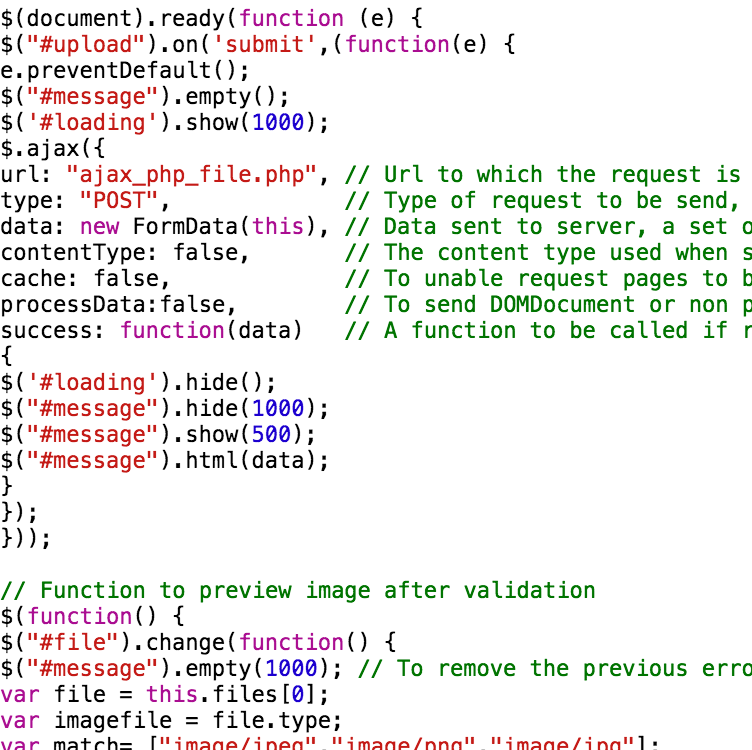 $(document).ready(function (e) {
$("#upload").on('submit',(function(e) {
e.preventDefault();
$("#message").empty();
$('#loading').show(1000);
$.ajax({
url: "ajax_php_file.php", // Url to which the request is
type: "POST",             // Type of request to be send,
data: new FormData(this), // Data sent to server, a set o
contentType: false,       // The content type used when s
cache: false,             // To unable request pages to b
processData:false,        // To send DOMDocument or non p
success: function(data)   // A function to be called if r
{
$('#loading').hide();
$("#message").hide(1000);
$("#message").show(500);
$("#message").html(data);
}
});
}));
// Function to preview image after validation
$(function() {
$("#file").change(function() {
$("#message").empty(1000); // To remove the previous erro
var file = this.files[0];
var imagefile = file.type;
var match= ["image/jpeg","image/png","image/jpg"];